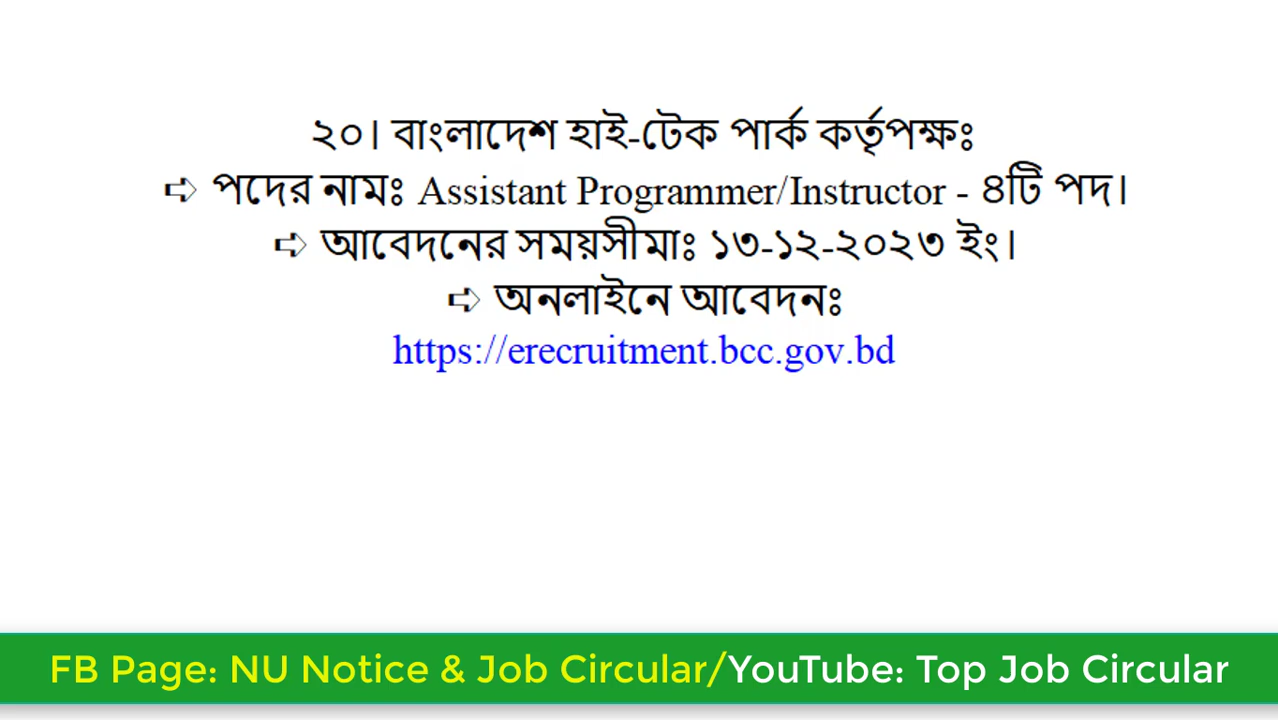 ২০। বাংলাদেশ হাই-টেক পার্ক কর্তৃপক্ষঃ
➪ পদের নামঃ Assistant Programmer/Instructor - ৪টি পদ।
➪ আবেদনের সময়সীমাঃ ১৩-১২-২০২৩ ইং।
➪ অনলাইনে আবেদনঃ
https://erecruitment.bcc.gov.bd
FB Page: NU Notice & Job Circular/YouTube: Top Job Circular